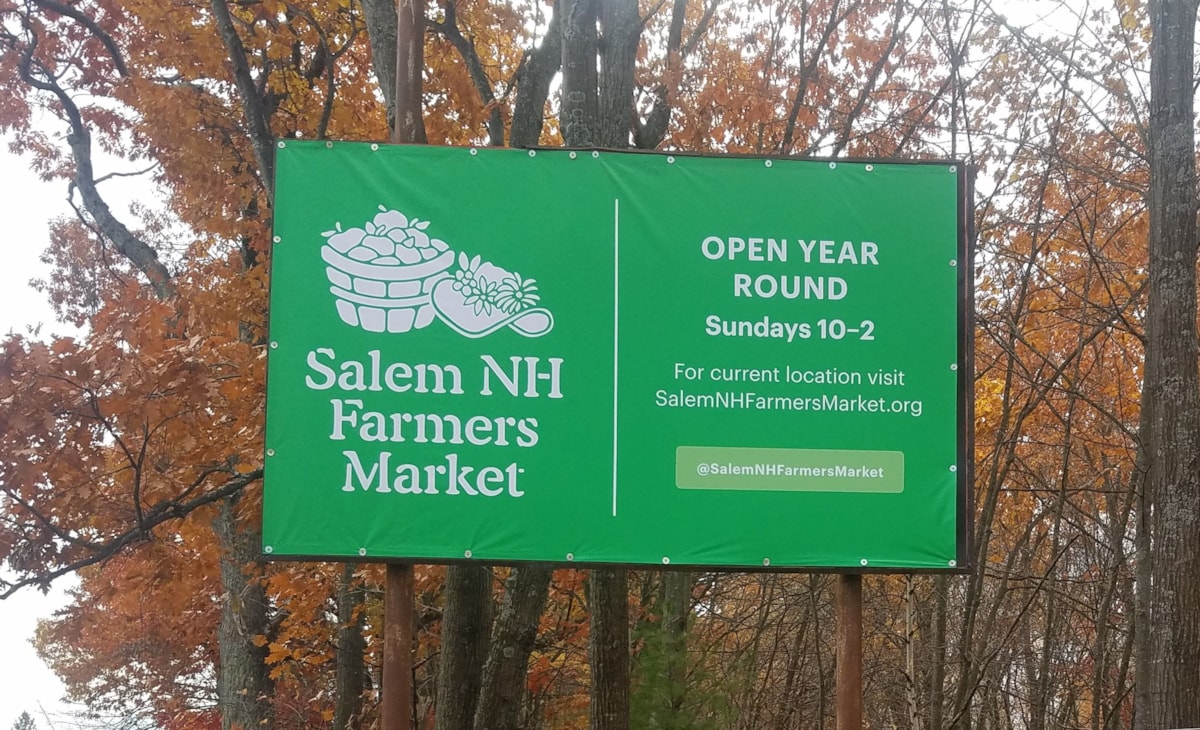 Salem NH
Farmers
Market
OPEN YEAR
ROUND
Sundays 10–2
For current location visit
SalemNHFarmersMarket.org
@SalemNHFarmersMarket